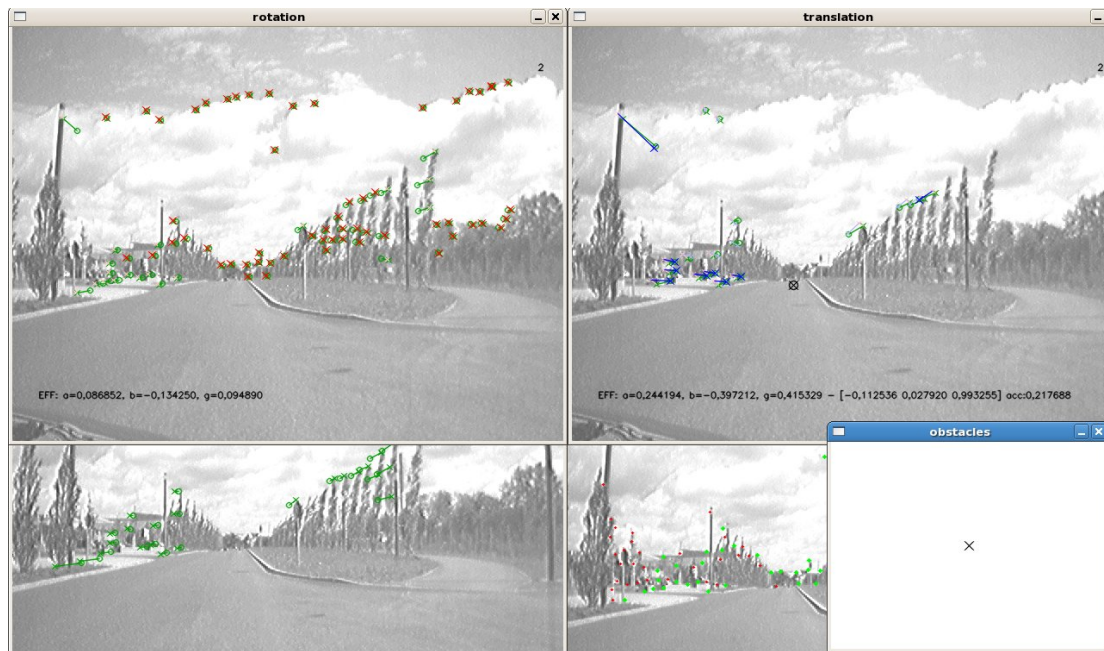 rotation
translation
2
2
EFF: a=0,086852, b=-0,134250, g=0,094890
EFF: a=0,244194, b=-0,397212, g=0,415329 - [-0,112536 0,027920 0,993255] acc:0,217688
obstacles